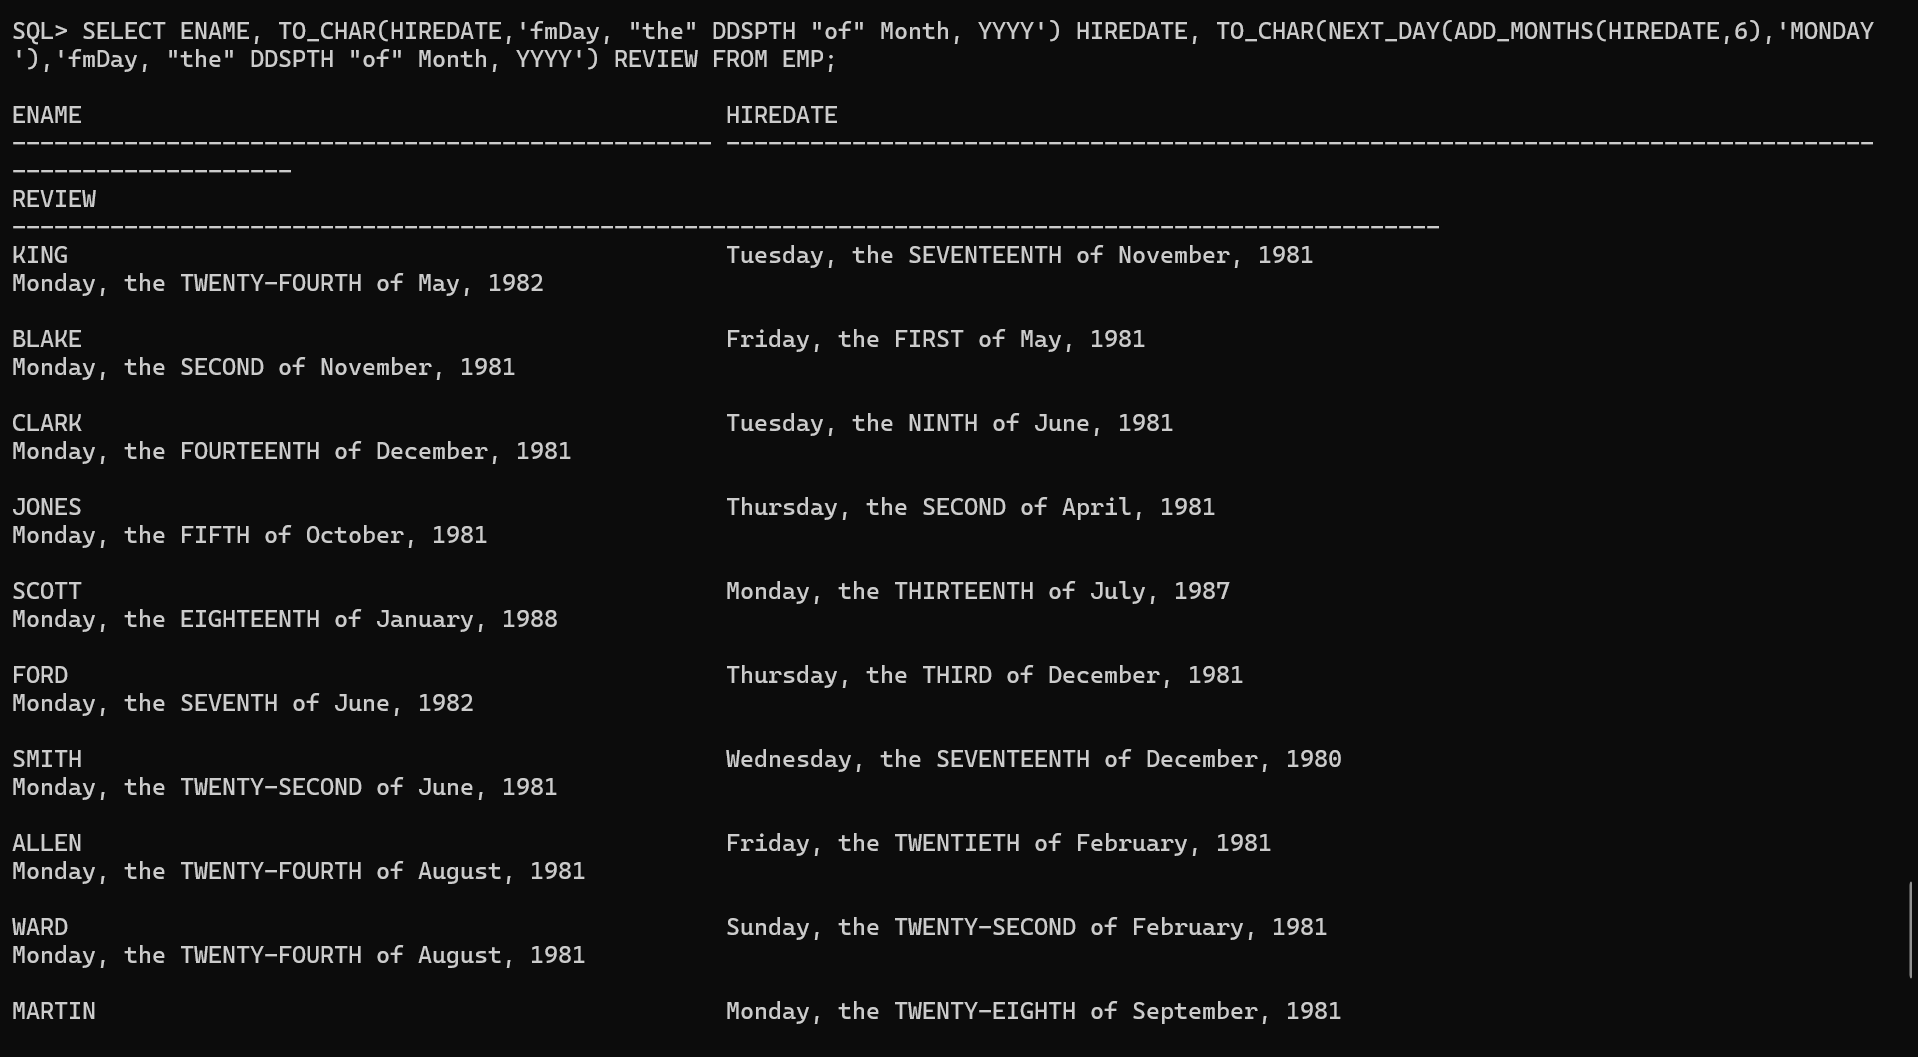 SQL> SELECT ENAME, TO_CHAR(HIREDATE,'fmDay, "the" DDSPTH "of" Month, YYYY') HIREDATE, TO_CHAR(NEXT_DAY(ADD_MONTHS(HIREDATE,6),'MONDAY
'),'fmDay, "the" DDSPTH "of" Month, YYYY') REVIEW FROM EMP;
ENAME HIREDATE
-------------------------------------------------- ----------------------------------------------------------------------------------
--------------------
REVIEW
------------------------------------------------------------------------------------------------------
KING Tuesday, the SEVENTEENTH of November, 1981
Monday, the TWENTY-FOURTH of May, 1982
BLAKE Friday, the FIRST of May, 1981
Monday, the SECOND of November, 1981
CLARK Tuesday, the NINTH of June, 1981
Monday, the FOURTEENTH of December, 1981
JONES Thursday, the SECOND of April, 1981
Monday, the FIFTH of October, 1981
SCOTT Monday, the THIRTEENTH of July, 1987
Monday, the EIGHTEENTH of January, 1988
FORD Thursday, the THIRD of December, 1981
Monday, the SEVENTH of June, 1982
SMITH Wednesday, the SEVENTEENTH of December, 1980
Monday, the TWENTY-SECOND of June, 1981
ALLEN Friday, the TWENTIETH of February, 1981
Monday, the TWENTY-FOURTH of August, 1981
WARD Sunday, the TWENTY-SECOND of February, 1981
Monday, the TWENTY-FOURTH of August, 1981
MARTIN Monday, the TWENTY-EIGHTH of September, 1981